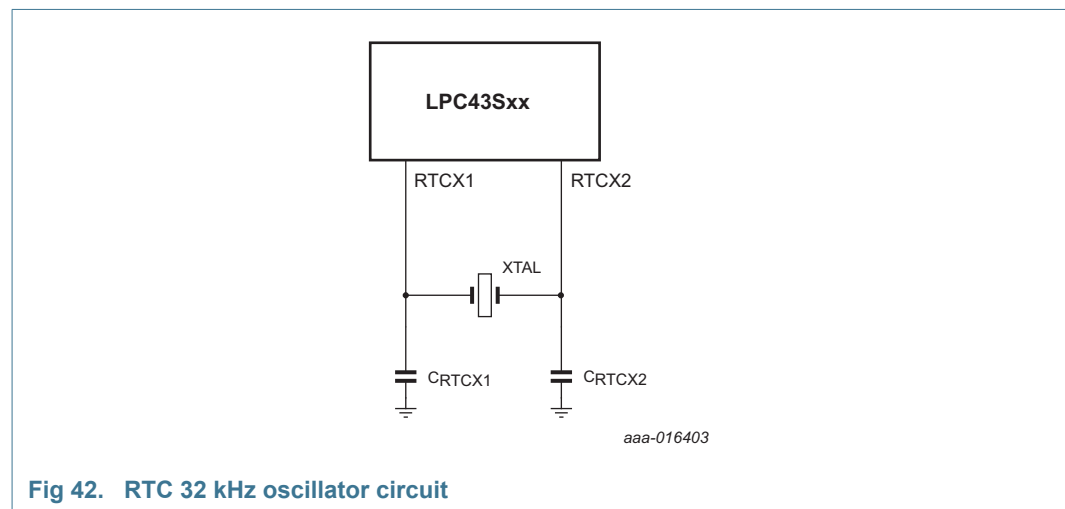 LPC43Sxx
RTCX1 RTCX2
XTAL
CRTCX1 CRTCX2
aaa-016403
Fig 42. RTC 32 kHz oscillator circuit